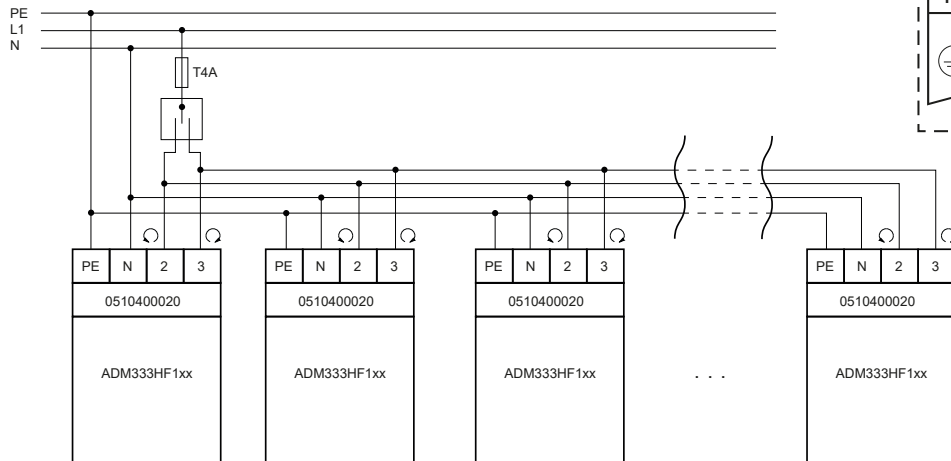 PE
L1
N
T4A
PE N 2 3 PE N 2 3 PE N 2 3 PE N 2 3
0510400020 0510400020 0510400020 0510400020
ADM333HF1xx ADM333HF1xx ADM333HF1xx . . . ADM333HF1xx